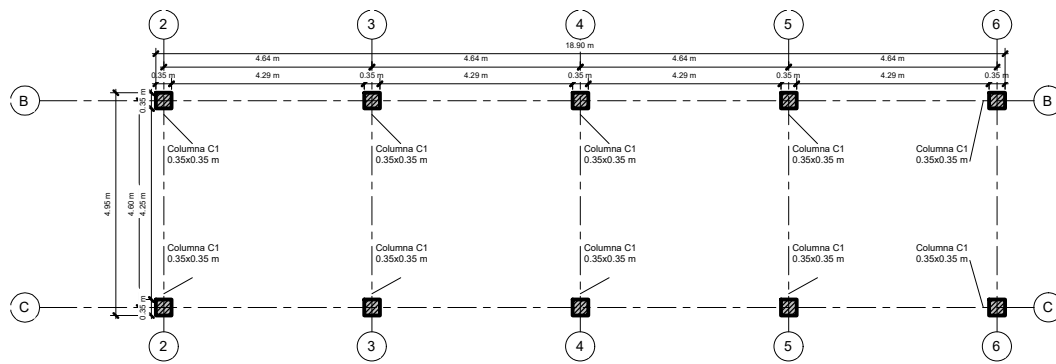 2 3 4 5 6
18.90 m
4.64 m 4.64 m 4.64 m 4.64 m
0.35 m 4.29 m 0.35 m 4.29 m 0.35 m 4.29 m 0.35 m 4.29 m 0.35 m
B B
0.35 m
Columna C1 Columna C1 Columna C1 Columna C1 Columna C1
0.35x0.35 m 0.35x0.35 m 0.35x0.35 m 0.35x0.35 m 0.35x0.35 m
4.95 m 4.60 m 4.25 m
Columna C1 Columna C1 Columna C1 Columna C1 Columna C1
0.35x0.35 m 0.35x0.35 m 0.35x0.35 m 0.35x0.35 m 0.35x0.35 m
0.35 m
C C
2 3 4 5 6